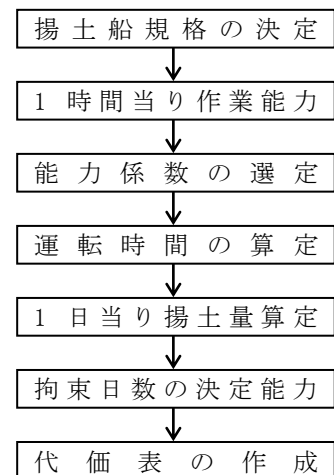 揚土船規格の決定
1時間当り作業能力
能力係数の選定
運転時間の算定
1日当り揚土量算定
拘束日数の決定能力
代価表の作成